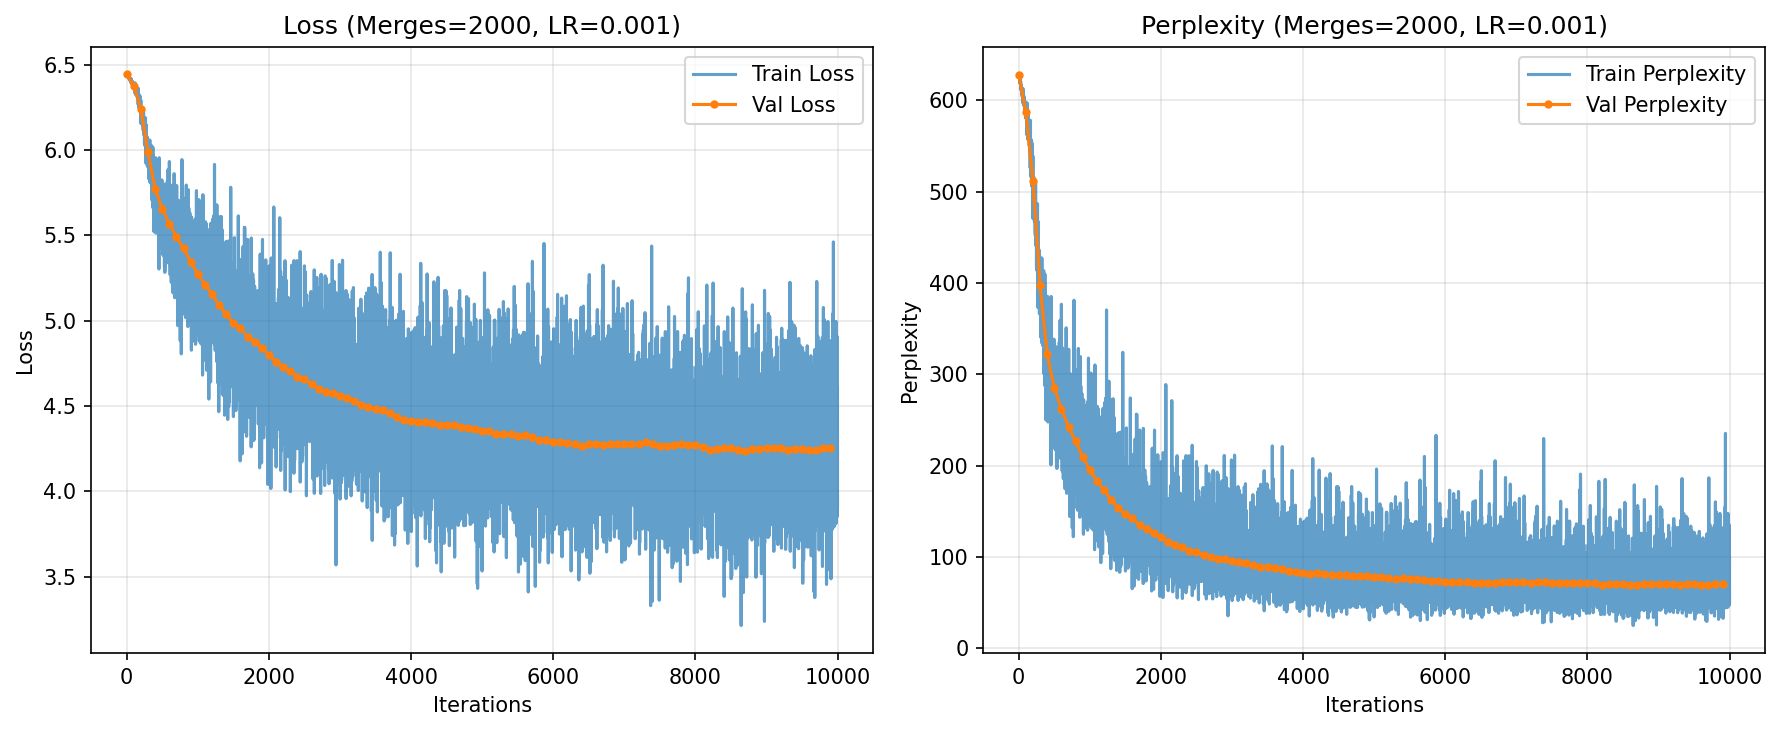 Loss (Merges=2000, LR=0.001)
Train Loss
Val Loss
Loss
6.5
6.0
5.5
5.0
4.5
4.0
3.5
0
2000
4000
6000
8000
10000
Iterations
Perplexity (Merges=2000, LR=0.001)
Train Perplexity
Val Perplexity
Perplexity
600
500
400
300
200
100
0
0
2000
4000
6000
8000
10000
Iterations